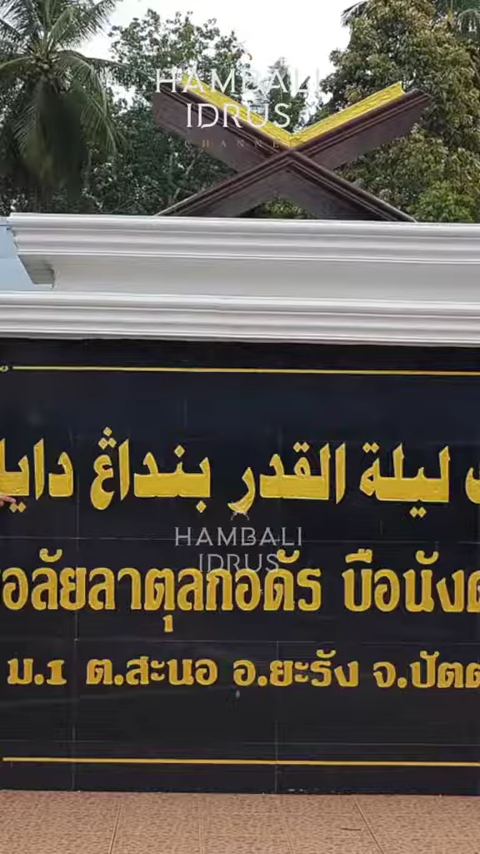 HAMBALI
IDRUS
CHANNEL
ليلة القدر بنداڠ دايا
HAMBALI
IDRUS
อลัยลาตุลกอดัร บือนังด
ม.1 ต.สะนอ อ.ยะรัง จ.ปัตต